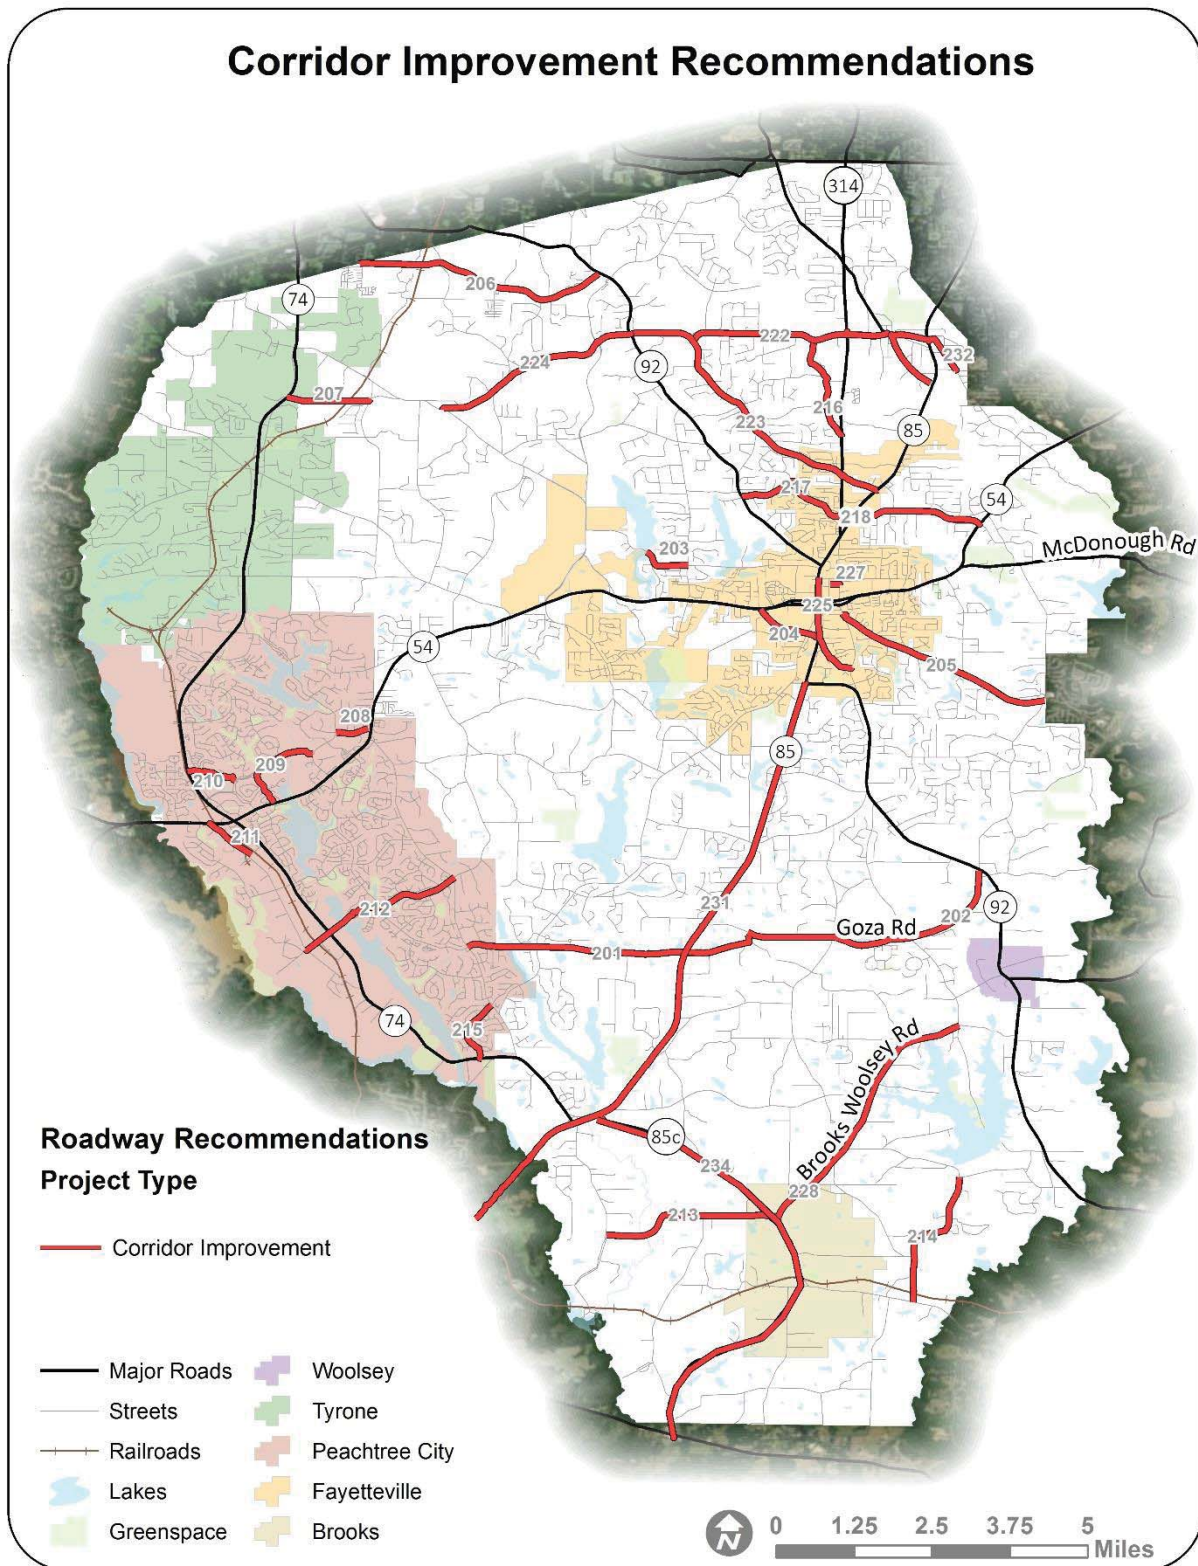 Corridor Improvement Recommendations
314
74
206
222
232
224
92
207
216
223
85
217
54
218
McDonough Rd
203
227
225
204
205
54
208
85
209
210
211
212
231
92
202
Goza Rd
201
74
215
Brooks Woolsey Rd
85c
234
228
213
214
Roadway Recommendations
Project Type
Corridor Improvement
Major Roads
Woolsey
Streets
Tyrone
Railroads
Peachtree City
Lakes
Fayetteville
Greenspace
Brooks
N
0 1.25 2.5 3.75 5
Miles